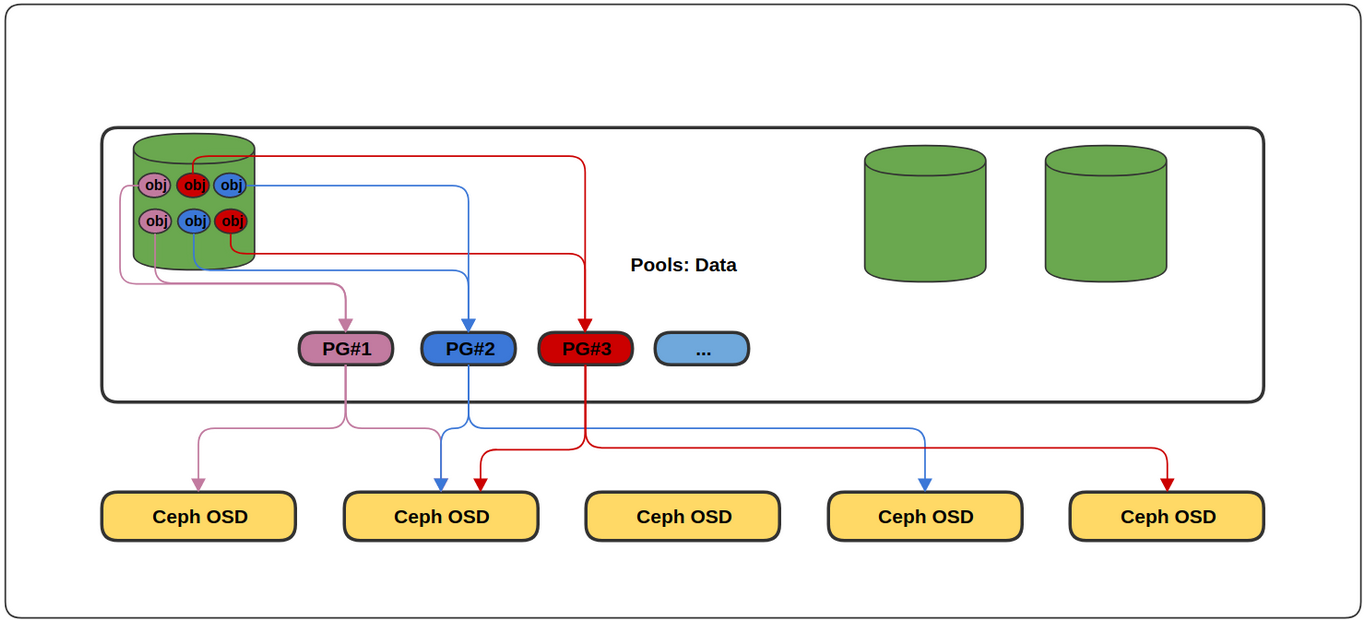 obj obj obj
obj obj obj
Pools: Data
PG#1 PG#2 PG#3 ...
Ceph OSD Ceph OSD Ceph OSD Ceph OSD Ceph OSD